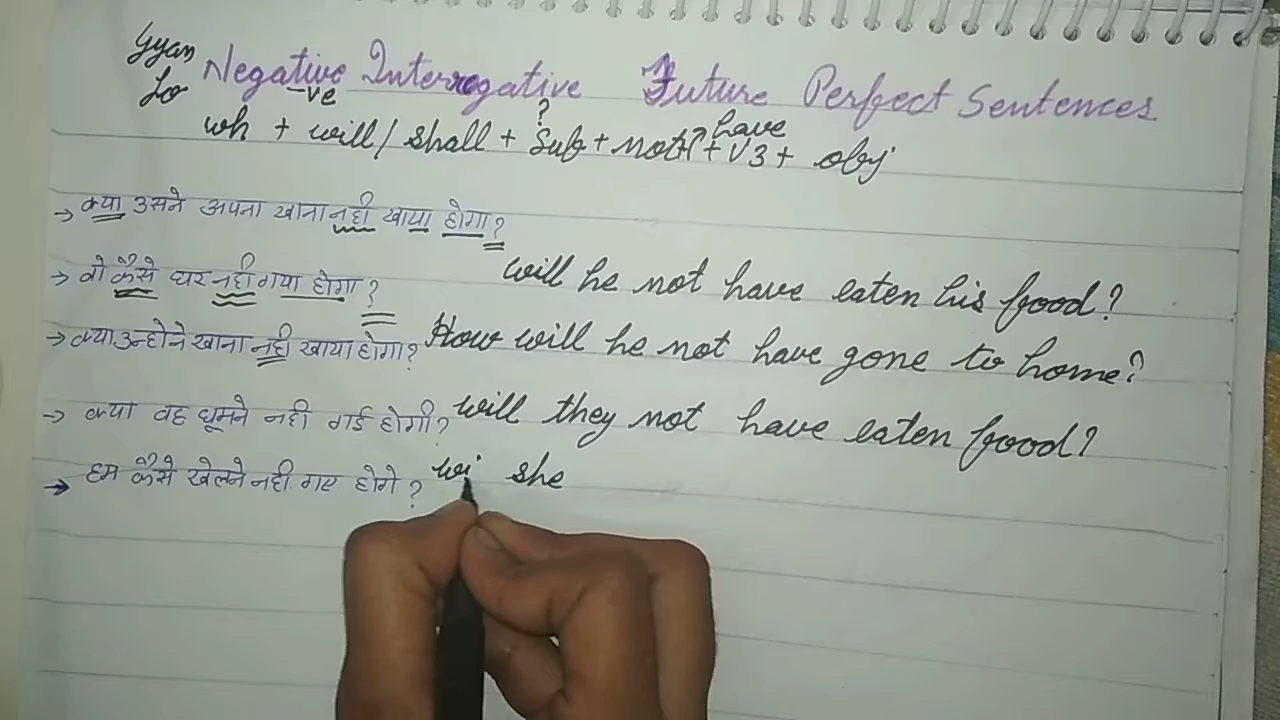 Gyan
Lo
Negative Interrogative Future Perfect Sentences
-ve ?
wh + will / shall + Sub + not + have + V3 + obj
→ क्या उसने अपना खाना नही खाया होगा?
will he not have eaten his food?
→ वो कैसे घर नही गया होगा?
How will he not have gone to home?
→ क्या उन्होने खाना नही खाया होगा?
will they not have eaten food?
→ क्या वह घूमने नही गई होगी?
wi she
→ हम कैसे खेलने नही गए होगे?